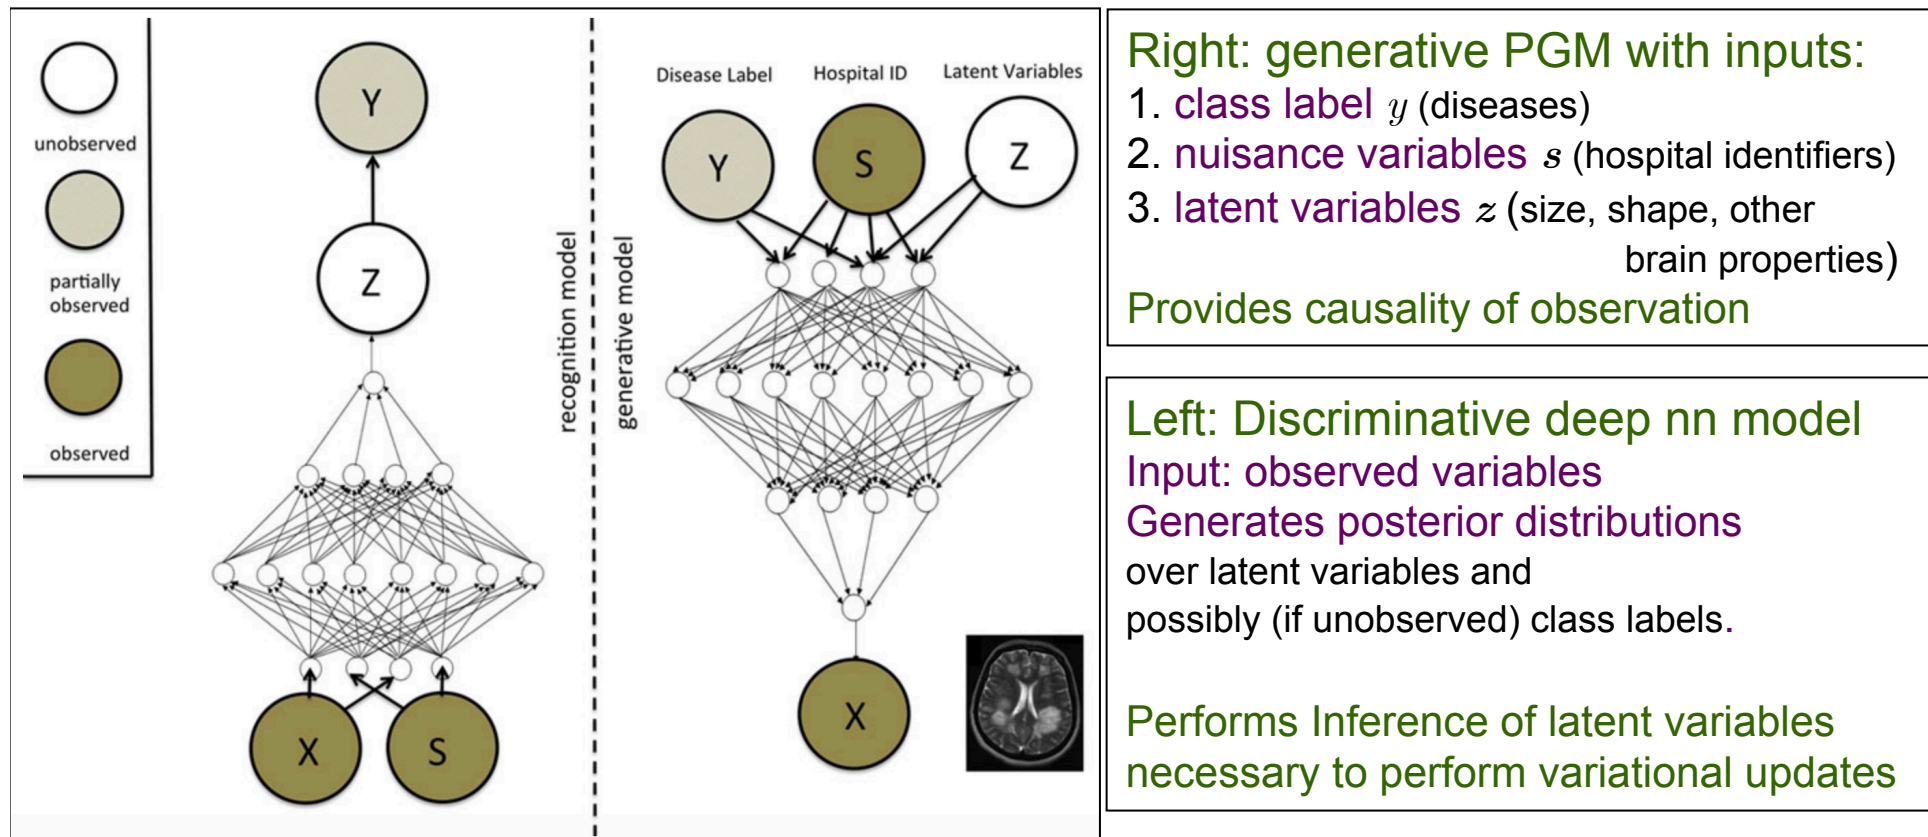 unobserved
partially
observed
observed
Y
Z
X
S
recognition model
generative model
Disease Label
Hospital ID
Latent Variables
Y
S
Z
X
Right: generative PGM with inputs:
1. class label y (diseases)
2. nuisance variables s (hospital identifiers)
3. latent variables z (size, shape, other
brain properties)
Provides causality of observation
Left: Discriminative deep nn model
Input: observed variables
Generates posterior distributions
over latent variables and
possibly (if unobserved) class labels.
Performs Inference of latent variables
necessary to perform variational updates